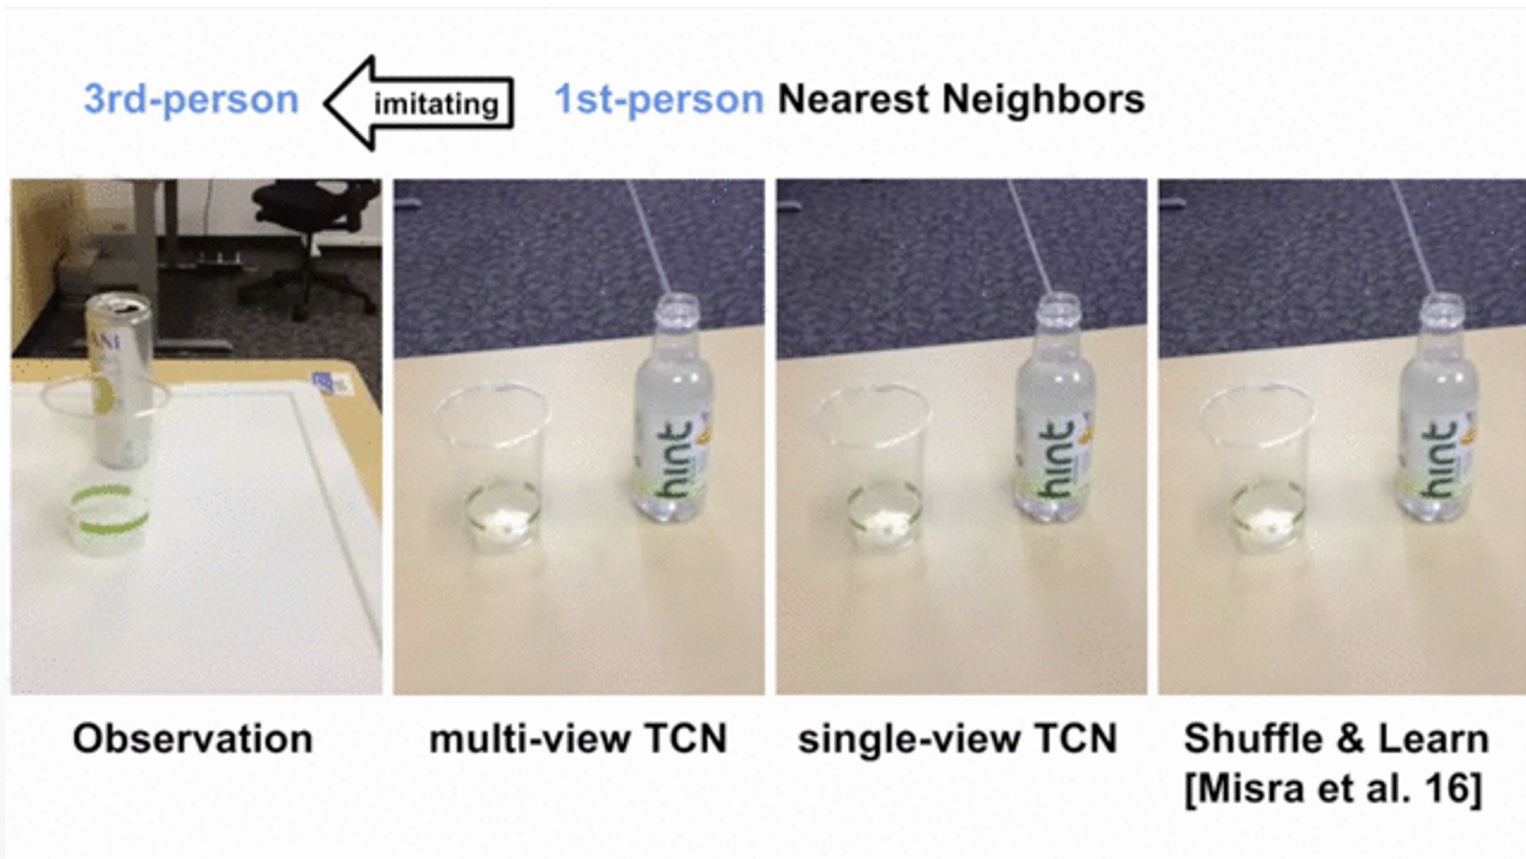 3rd-person
imitating
1st-person Nearest Neighbors
hint
hint
hint
Observation
multi-view TCN
single-view TCN
Shuffle & Learn
[Misra et al. 16]